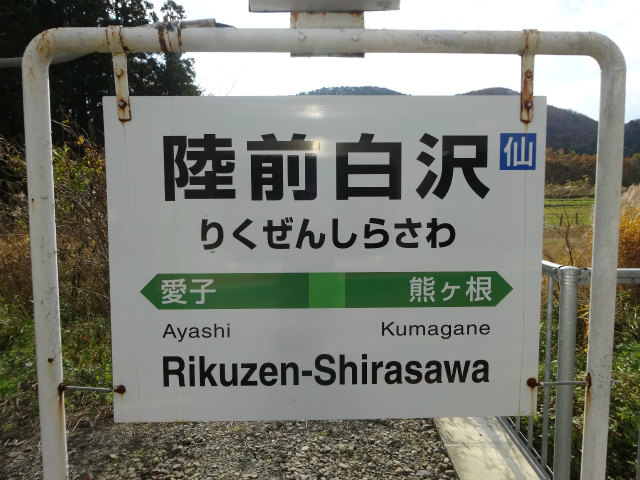 陸前白沢 仙
りくぜんしらさわ
愛子 熊ヶ根
Ayashi Kumagane
Rikuzen-Shirasawa